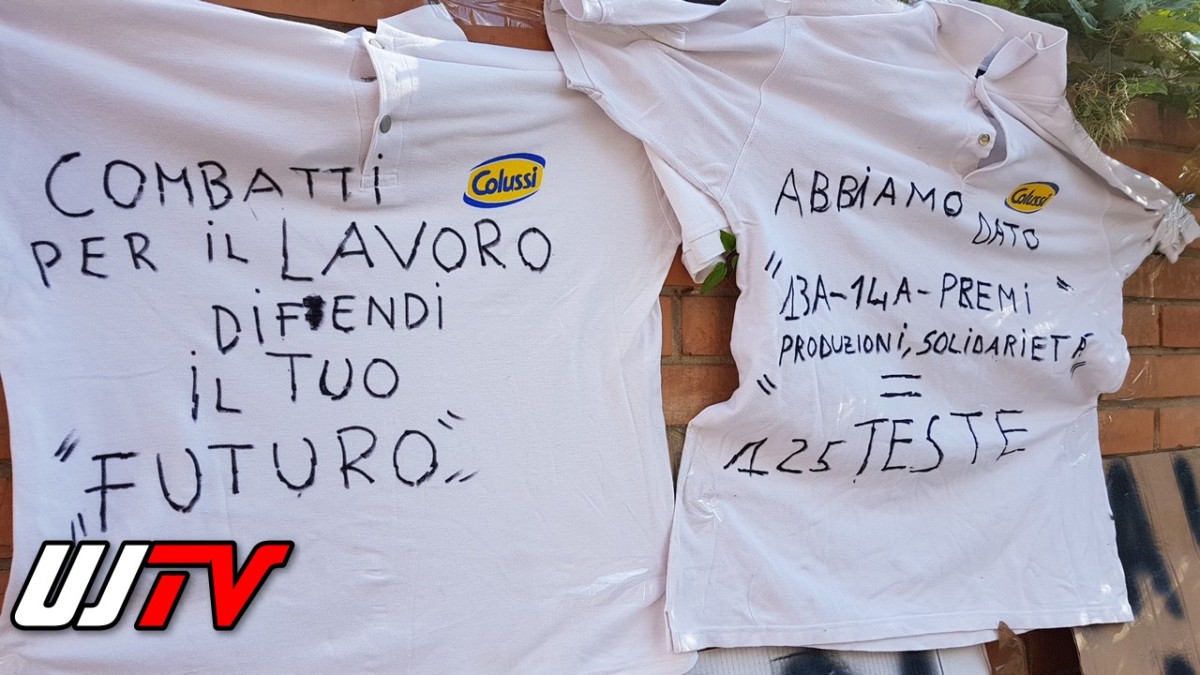 COMBATTi
PER iL LAVORO
DiFENDi
iL TUO
"FUTURO"
Colussi
ABBiAMO
DATO
"13A-14A-PREMi"
PRODUZiONi, SOLiDARiETÁ"
=
125 TESTE
Colussi
UJTV